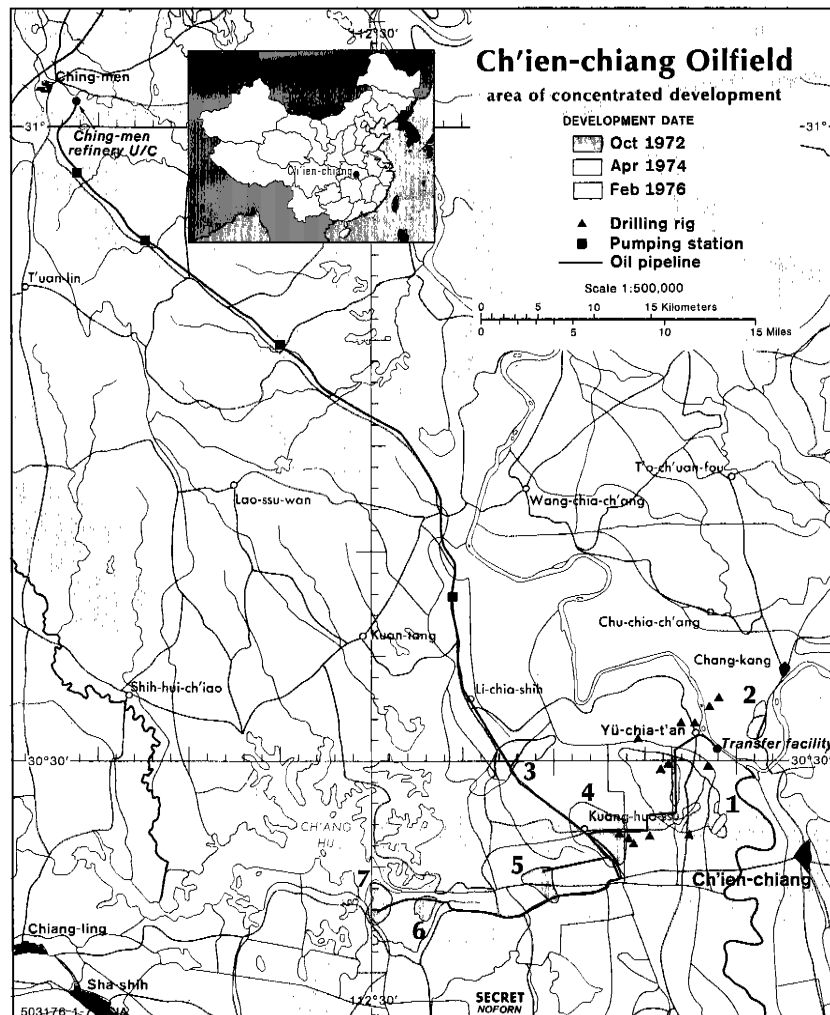 112°30'
Ch'ien-chiang Oilfield
area of concentrated development
DEVELOPMENT DATE
Oct 1972
Apr 1974
Feb 1976
Drilling rig
Pumping station
Oil pipeline
Scale 1:500,000
0 5 10 15 Kilometers
0 5 10 15 Miles
Ching-men
31°
Ching-men
refinery U/C
Ch'ien-chiang
T'uan-lin
Lao-ssu-wan
T'o-ch'uan-fou
Wang-chia-ch'ang
Chu-chia-ch'ang
Kuan-tang
Chang-kang
Shih-hui-ch'iao
Li-chia-shih
2
Yü-chia-t'an
Transfer facility
30°30'
30°30'
3
4
1
CH'ANG
HU
Kuang-hua-ssu
5
7
Ch'ien-chiang
6
Chiang-ling
Sha-shih
112°30'
SECRET
NOFORN